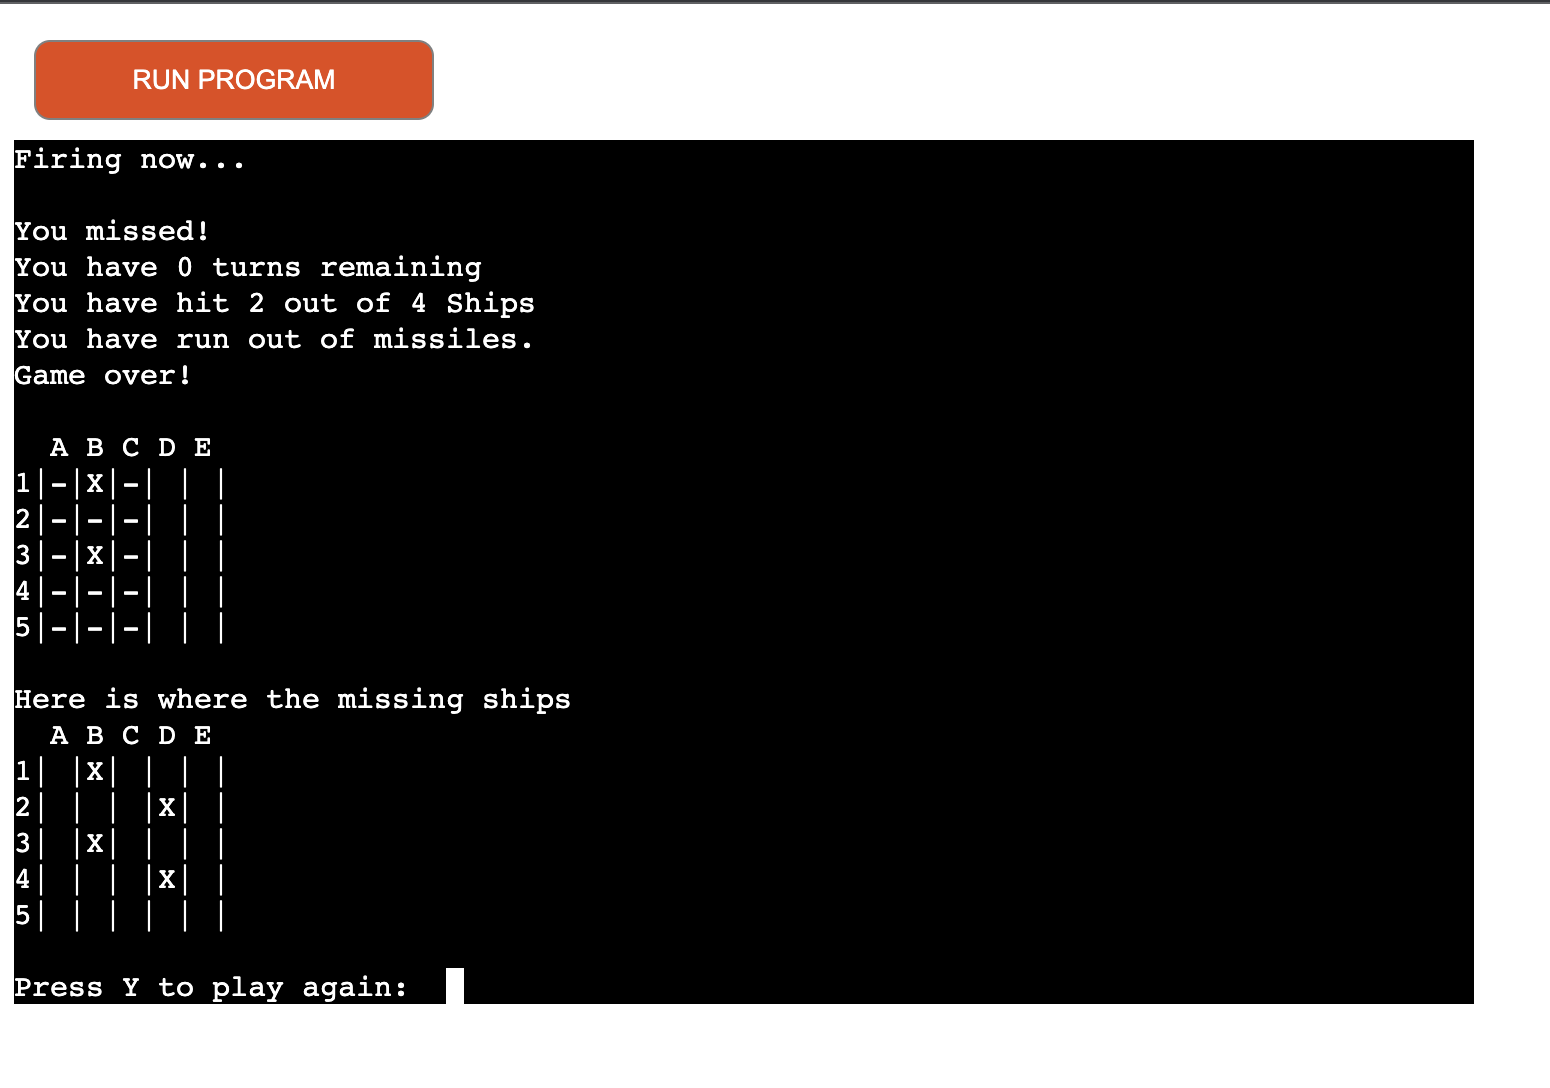 RUN PROGRAM
Firing now...
You missed!
You have 0 turns remaining
You have hit 2 out of 4 Ships
You have run out of missiles.
Game over!
  A B C D E
1|-|X|-| | |
2|-|-|-| | |
3|-|X|-| | |
4|-|-|-| | |
5|-|-|-| | |
Here is where the missing ships
  A B C D E
1| |X| | | |
2| | | |X| |
3| |X| | | |
4| | | |X| |
5| | | | | |
Press Y to play again: